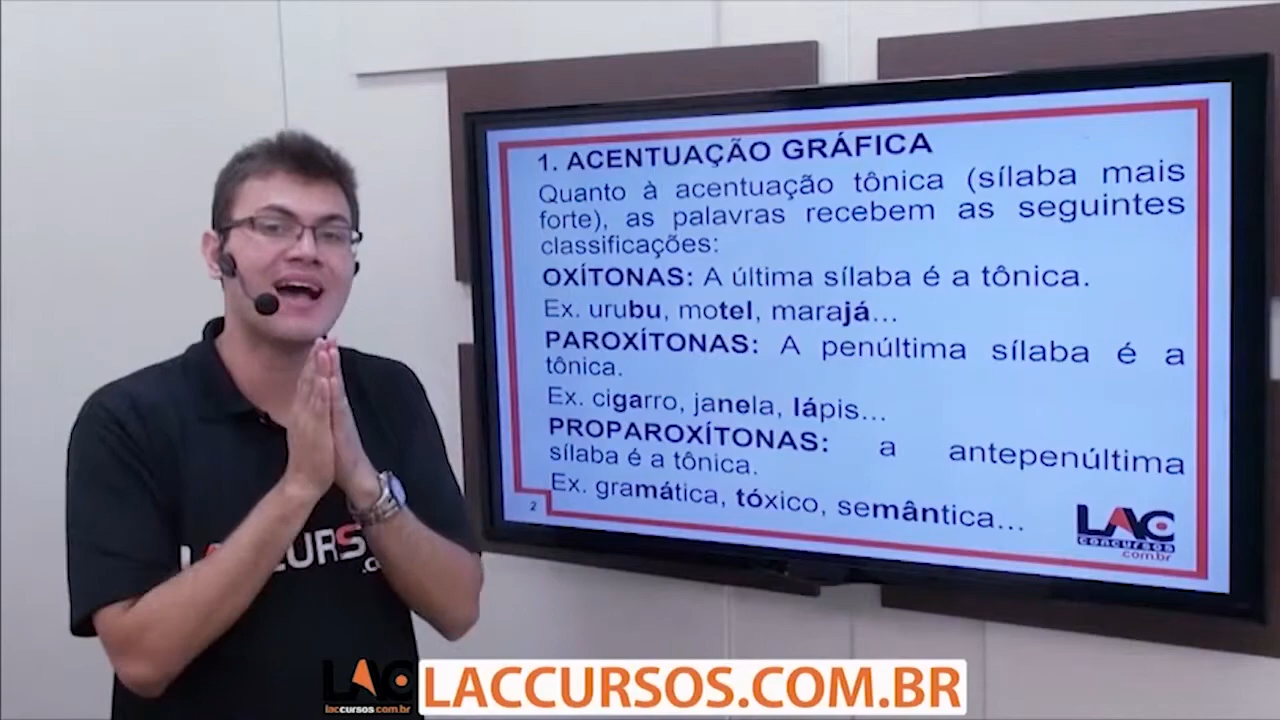 1. ACENTUAÇÃO GRÁFICA
Quanto à acentuação tônica (sílaba mais
forte), as palavras recebem as seguintes
classificações:
OXÍTONAS: A última sílaba é a tônica.
Ex. urubu, motel, marajá...
PAROXÍTONAS: A penúltima sílaba é a
tônica.
Ex. cigarro, janela, lápis...
PROPAROXÍTONAS: a antepenúltima
sílaba é a tônica.
Ex. gramática, tóxico, semântica...
2
LAC
concursos
.com.br
LAC
laccursos.com.br
LACCURSOS.COM.BR